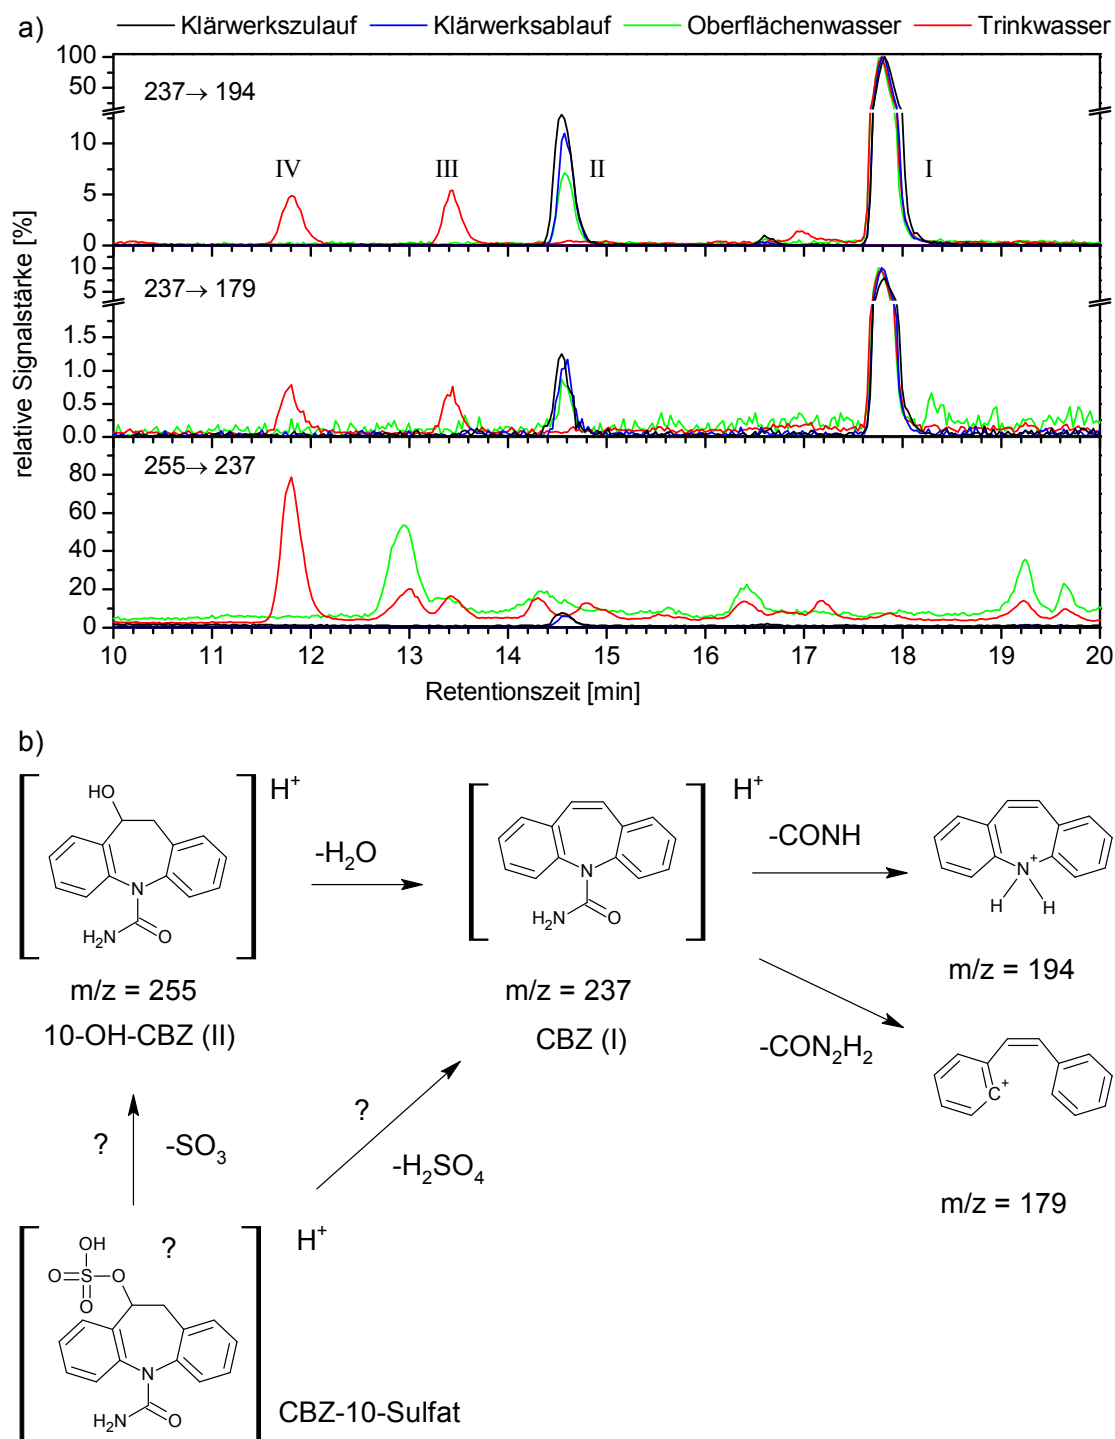 a)
Klärwerkszulauf Klärwerksablauf Oberflächenwasser Trinkwasser
relative Signalstärke [%]
100
50
10
5
0
237→ 194
IV III II I
10
5
1.5
1.0
0.5
0.0
237→ 179
80
60
40
20
0
255→ 237
10 11 12 13 14 15 16 17 18 19 20
Retentionszeit [min]
b)
HO
N
H₂N O
H⁺
m/z = 255
10-OH-CBZ (II)
-H₂O
N
H₂N O
H⁺
m/z = 237
CBZ (I)
-CONH
N⁺
H H
m/z = 194
-CON₂H₂
C⁺
m/z = 179
? -SO₃
?
-H₂SO₄
OH ?
O S O
O
N
H₂N O
H⁺
CBZ-10-Sulfat